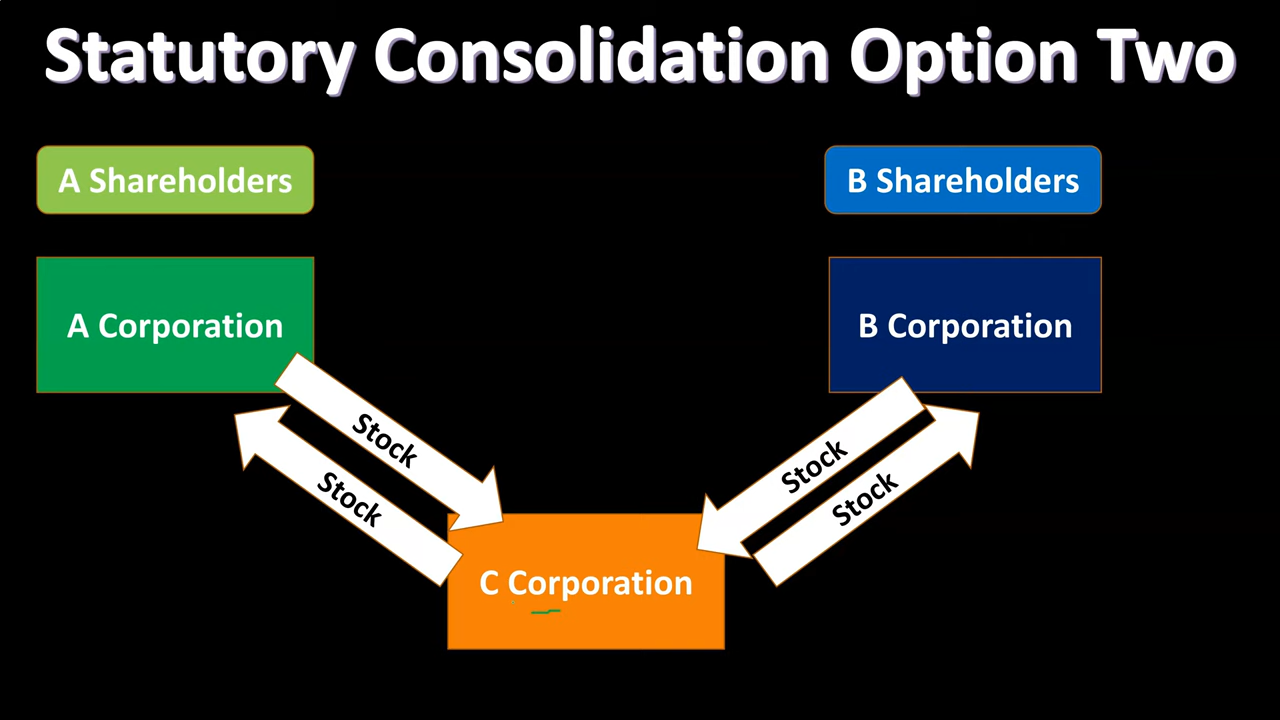 Statutory Consolidation Option Two
A Shareholders
B Shareholders
A Corporation
B Corporation
Stock
Stock
Stock
Stock
C Corporation